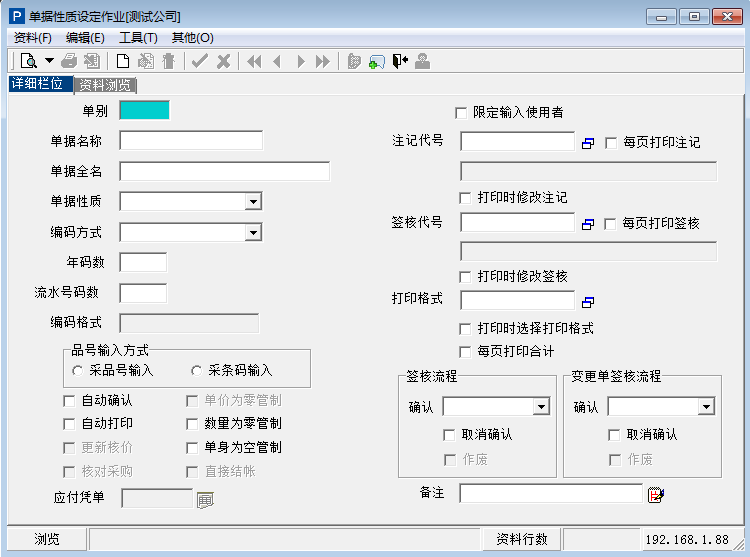 P 单据性质设定作业[测试公司]
资料(F) 编辑(E) 工具(T) 其他(O)
详细栏位 资料浏览
单别
单据名称
单据全名
单据性质
编码方式
年码数
流水号码数
编码格式
品号输入方式
采品号输入 采条码输入
自动确认 单价为零管制
自动打印 数量为零管制
更新核价 单身为空管制
核对采购 直接结帐
应付凭单
限定输入使用者
注记代号 每页打印注记
打印时修改注记
签核代号 每页打印签核
打印时修改签核
打印格式
打印时选择打印格式
每页打印合计
签核流程 变更单签核流程
确认 确认
取消确认 取消确认
作废 作废
备注
浏览 资料行数 192.168.1.88